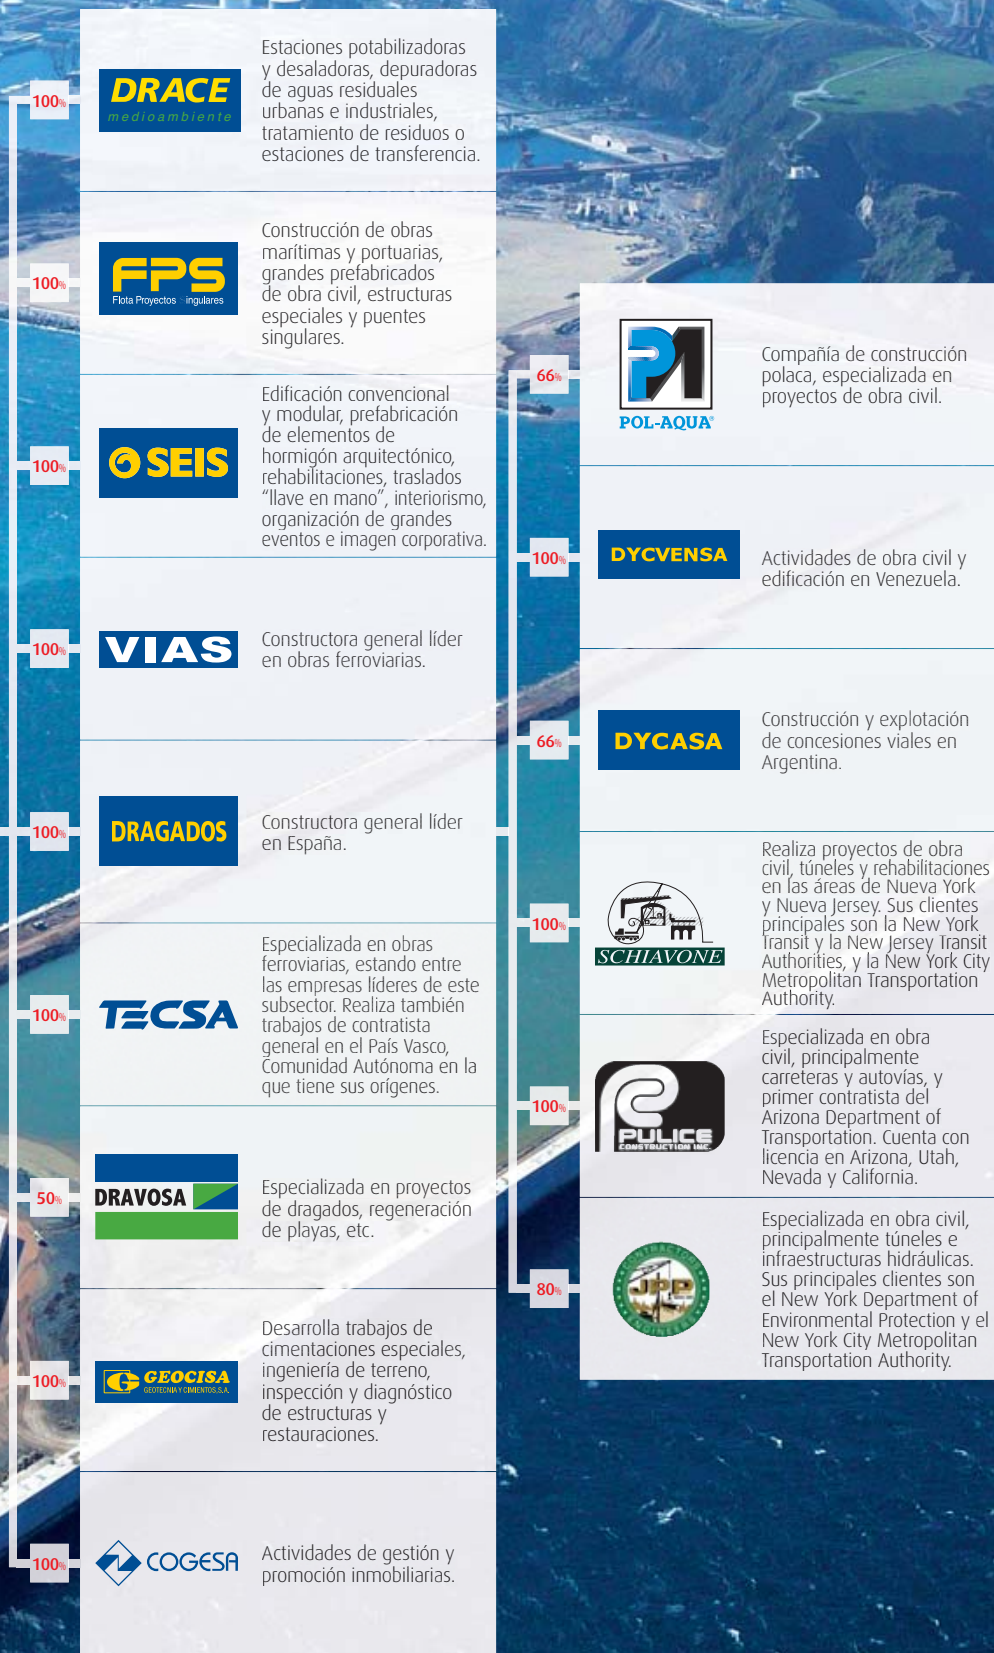 100%
DRACE
medioambiente
Estaciones potabilizadoras
y desaladoras, depuradoras
de aguas residuales
urbanas e industriales,
tratamiento de residuos o
estaciones de transferencia.
100%
FPS
Flota Proyectos Singulares
Construcción de obras
marítimas y portuarias,
grandes prefabricados
de obra civil, estructuras
especiales y puentes
singulares.
100%
SEIS
Edificación convencional
y modular, prefabricación
de elementos de
hormigón arquitectónico,
rehabilitaciones, traslados
“llave en mano”, interiorismo,
organización de grandes
eventos e imagen corporativa.
100%
VIAS
Constructora general líder
en obras ferroviarias.
100%
DRAGADOS
Constructora general líder
en España.
100%
TECSA
Especializada en obras
ferroviarias, estando entre
las empresas líderes de este
subsector. Realiza también
trabajos de contratista
general en el País Vasco,
Comunidad Autónoma en la
que tiene sus orígenes.
50%
DRAVOSA
Especializada en proyectos
de dragados, regeneración
de playas, etc.
100%
GEOCISA
GEOTECNIA Y CIMIENTOS, S.A.
Desarrolla trabajos de
cimentaciones especiales,
ingeniería de terreno,
inspección y diagnóstico
de estructuras y
restauraciones.
100%
COGESA
Actividades de gestión y
promoción inmobiliarias.
66%
POL-AQUA®
Compañía de construcción
polaca, especializada en
proyectos de obra civil.
100%
DYCVENSA
Actividades de obra civil y
edificación en Venezuela.
66%
DYCASA
Construcción y explotación
de concesiones viales en
Argentina.
100%
SCHIAVONE
Realiza proyectos de obra
civil, túneles y rehabilitaciones
en las áreas de Nueva York
y Nueva Jersey. Sus clientes
principales son la New York
Transit y la New Jersey Transit
Authorities, y la New York City
Metropolitan Transportation
Authority.
100%
PULICE
CONSTRUCTION INC.
Especializada en obra
civil, principalmente
carreteras y autovías, y
primer contratista del
Arizona Department of
Transportation. Cuenta con
licencia en Arizona, Utah,
Nevada y California.
80%
CONTRACTORS
JPP
ENGINEERS
Especializada en obra civil,
principalmente túneles e
infraestructuras hidráulicas.
Sus principales clientes son
el New York Department of
Environmental Protection y el
New York City Metropolitan
Transportation Authority.